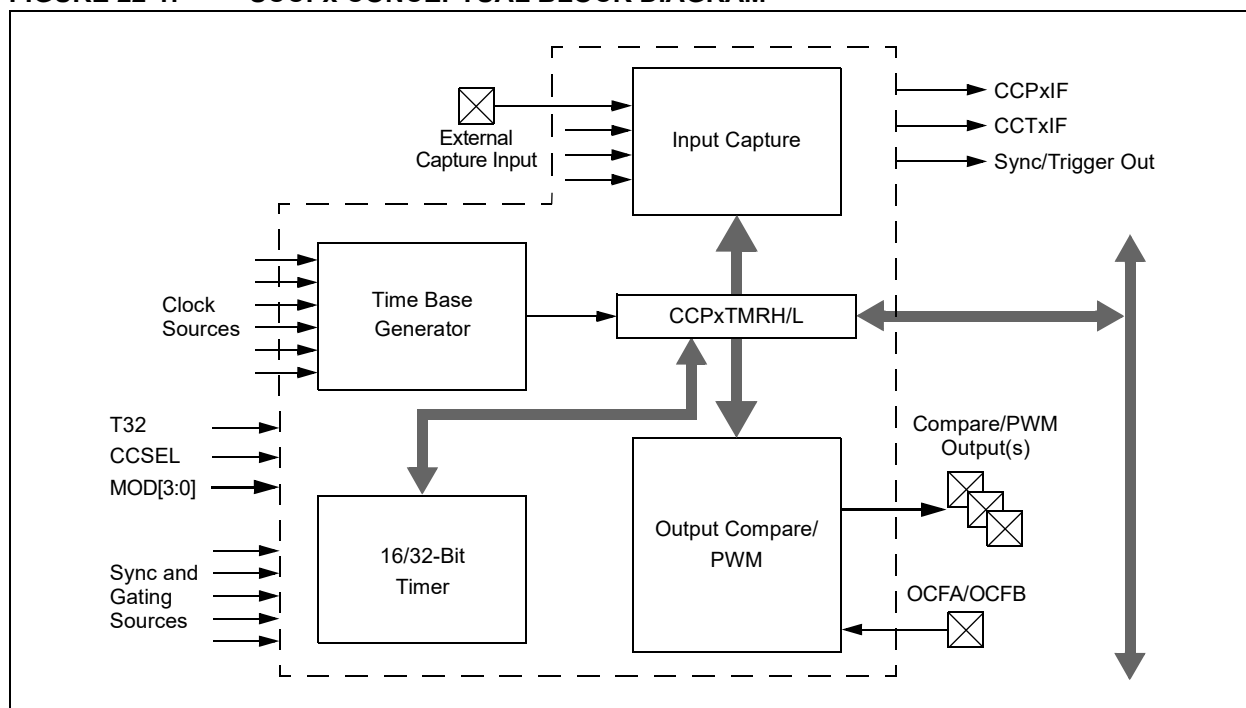 CCPxIF
External
Capture Input
Input Capture
CCTxIF
Sync/Trigger Out
Clock
Sources
Time Base
Generator
CCPxTMRH/L
T32
CCSEL
MOD[3:0]
Compare/PWM
Output(s)
Sync and
Gating
Sources
16/32-Bit
Timer
Output Compare/
PWM
OCFA/OCFB